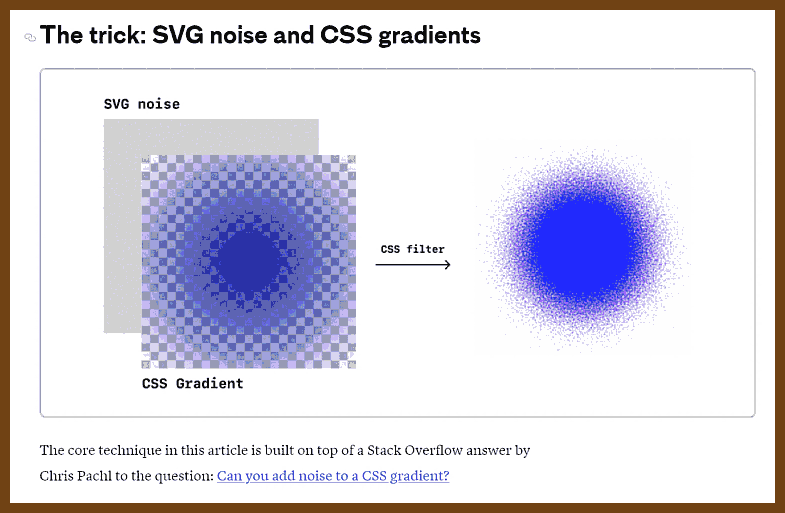 The trick: SVG noise and CSS gradients
SVG noise
CSS filter
CSS Gradient
The core technique in this article is built on top of a Stack Overflow answer by
Chris Pachl to the question: Can you add noise to a CSS gradient?